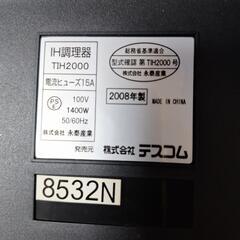 IH調理器
TIH2000
電流ヒューズ15A
PS
E
100V
1400W
50/60Hz
株式会社 永泰産業
総務省基準適合
型式確認 第TIH2000号
株式会社 永泰産業
2008年製
MADE IN CHINA
発売元 株式会社 テスコム
8532N